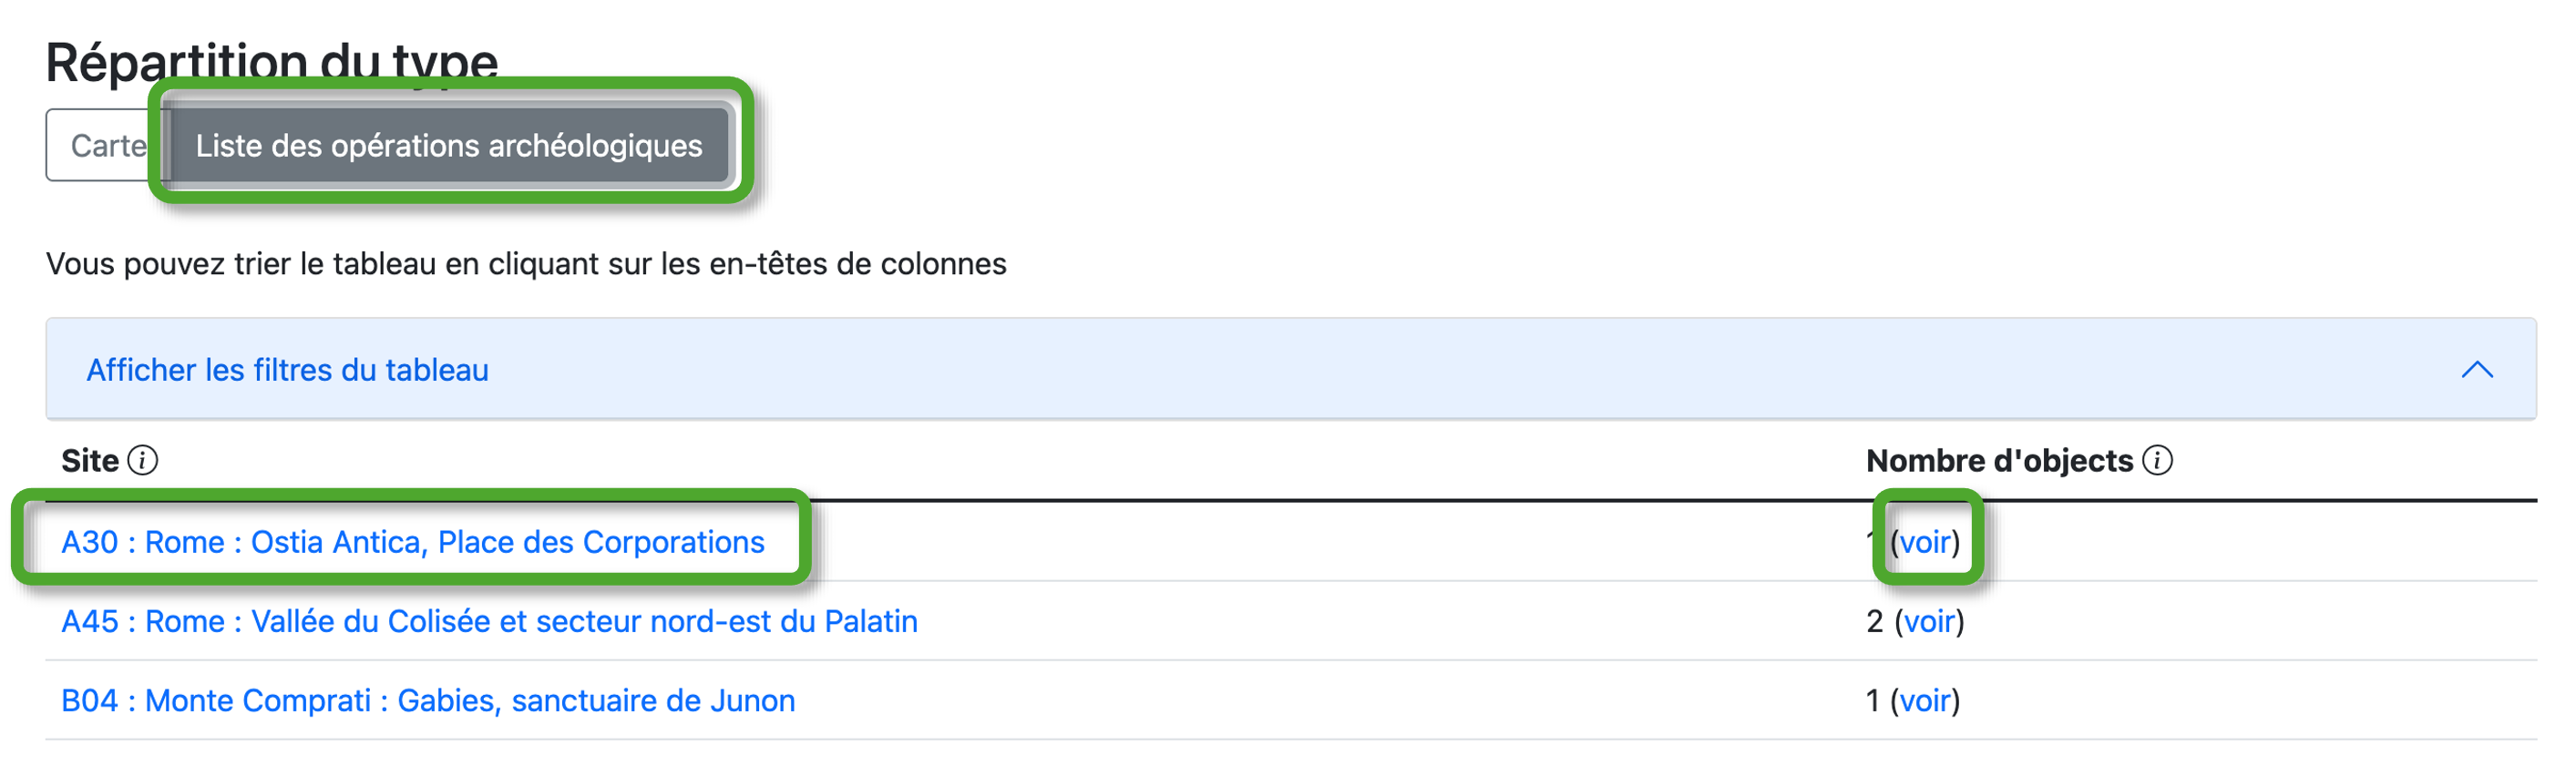 Répartition du type
Carte Liste des opérations archéologiques
Vous pouvez trier le tableau en cliquant sur les en-têtes de colonnes
Afficher les filtres du tableau
Site Nombre d'objects
A30 : Rome : Ostia Antica, Place des Corporations 1 (voir)
A45 : Rome : Vallée du Colisée et secteur nord-est du Palatin 2 (voir)
B04 : Monte Comprati : Gabies, sanctuaire de Junon 1 (voir)